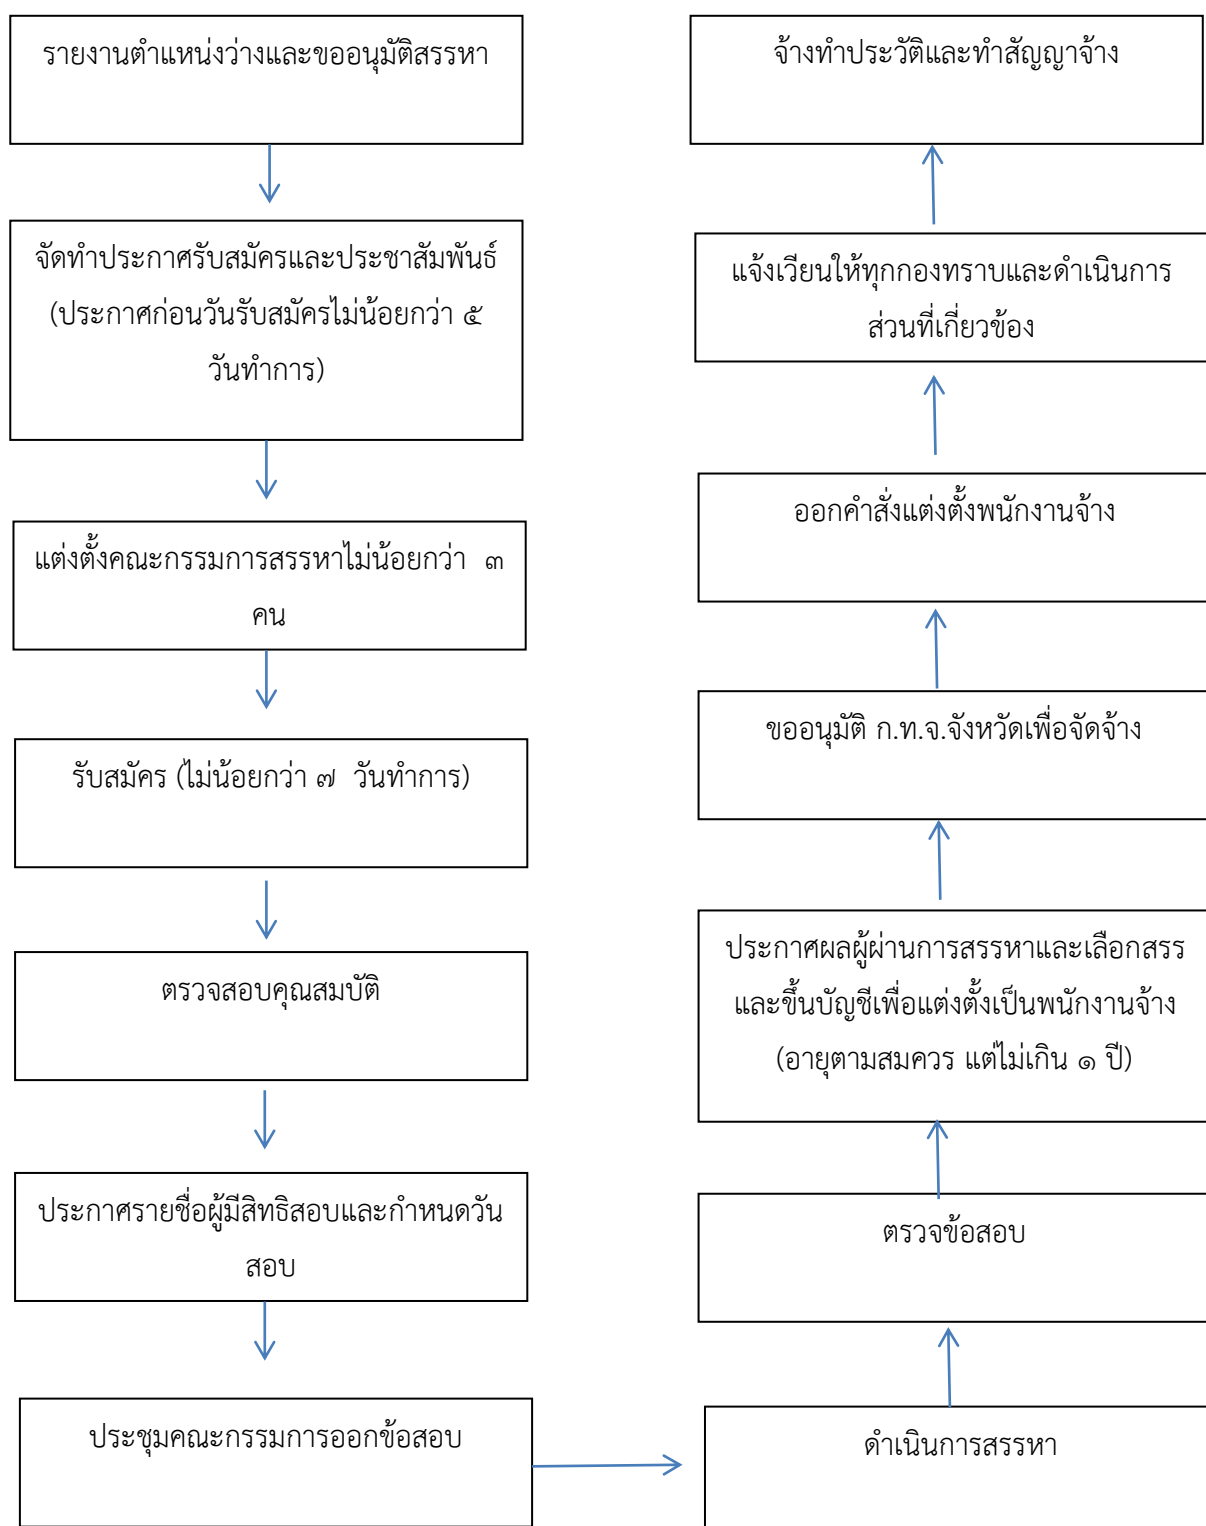 รายงานตำแหน่งว่างและขออนุมัติสรรหา
จัดทำประกาศรับสมัครและประชาสัมพันธ์
(ประกาศก่อนวันรับสมัครไม่น้อยกว่า ๕
วันทำการ)
แต่งตั้งคณะกรรมการสรรหาไม่น้อยกว่า ๓
คน
รับสมัคร (ไม่น้อยกว่า ๗ วันทำการ)
ตรวจสอบคุณสมบัติ
ประกาศรายชื่อผู้มีสิทธิสอบและกำหนดวัน
สอบ
ประชุมคณะกรรมการออกข้อสอบ
ดำเนินการสรรหา
ตรวจข้อสอบ
ประกาศผลผู้ผ่านการสรรหาและเลือกสรร
และขึ้นบัญชีเพื่อแต่งตั้งเป็นพนักงานจ้าง
(อายุตามสมควร แต่ไม่เกิน ๑ ปี)
ขออนุมัติ ก.ท.จ.จังหวัดเพื่อจัดจ้าง
ออกคำสั่งแต่งตั้งพนักงานจ้าง
แจ้งเวียนให้ทุกกองทราบและดำเนินการ
ส่วนที่เกี่ยวข้อง
จ้างทำประวัติและทำสัญญาจ้าง